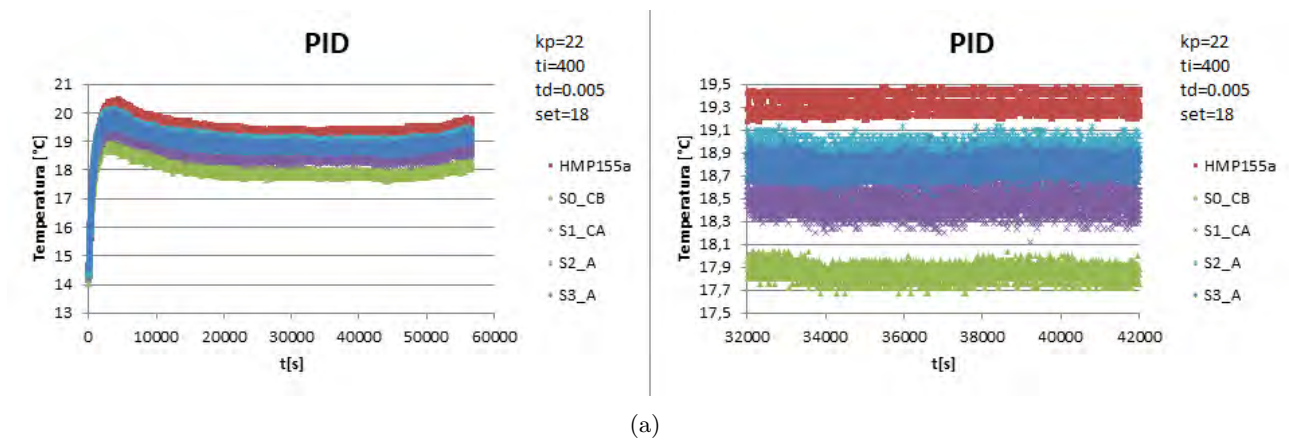 PID
kp=22
ti=400
td=0.005
set=18
21
20
19
18
17
16
15
14
13
Temperatura [°C]
0
10000
20000
30000
40000
50000
60000
t[s]
HMP155a
S0_CB
S1_CA
S2_A
S3_A
PID
kp=22
ti=400
td=0.005
set=18
19,5
19,3
19,1
18,9
18,7
18,5
18,3
18,1
17,9
17,7
17,5
Temperatura [°C]
32000
34000
36000
38000
40000
42000
t[s]
HMP155a
S0_CB
S1_CA
S2_A
S3_A
(a)